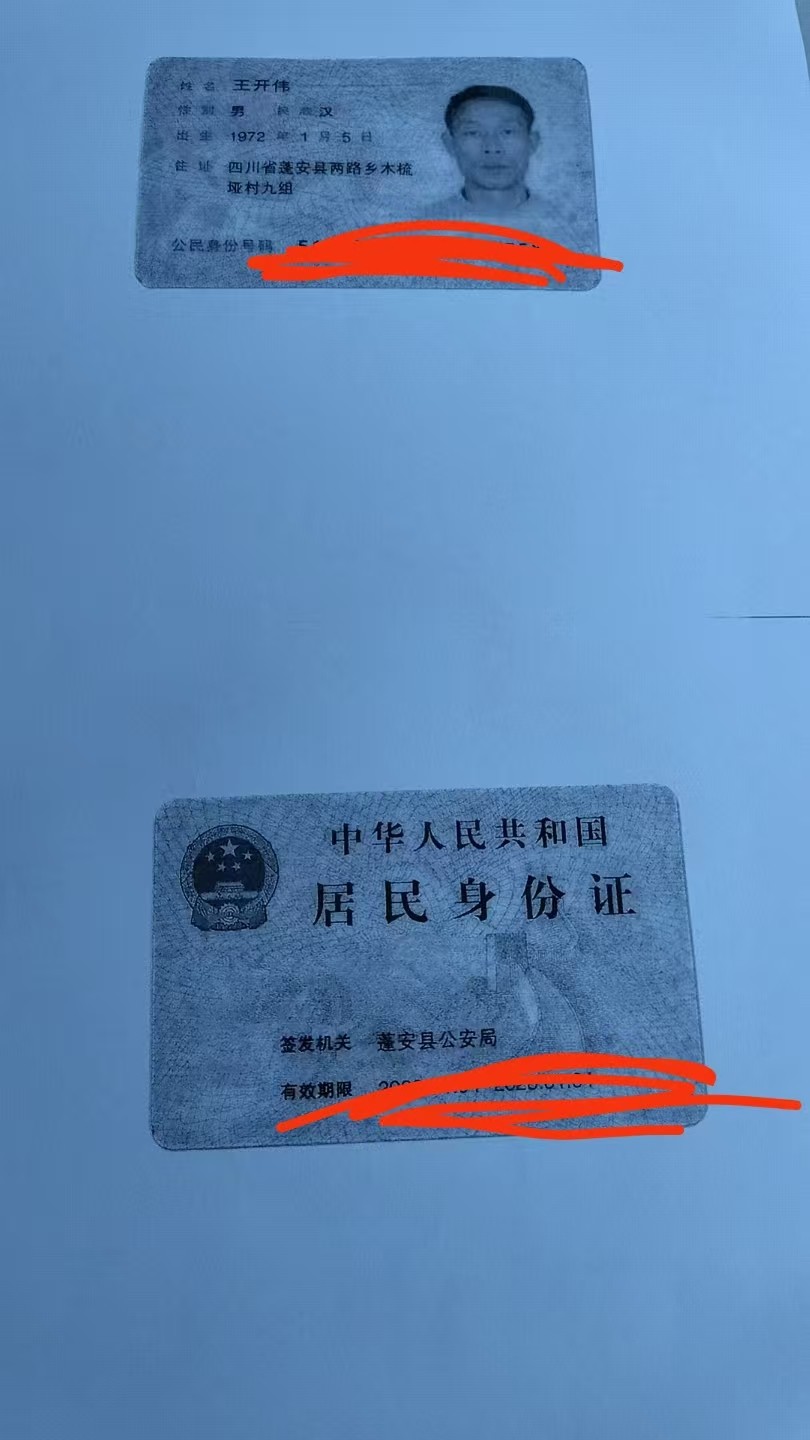 姓名 王开伟
性别 男 民族 汉
出生 1972 年 1 月 5 日
住址 四川省蓬安县两路乡木梳
垭村九组
公民身份号码
中华人民共和国
居民身份证
签发机关 蓬安县公安局
有效期限